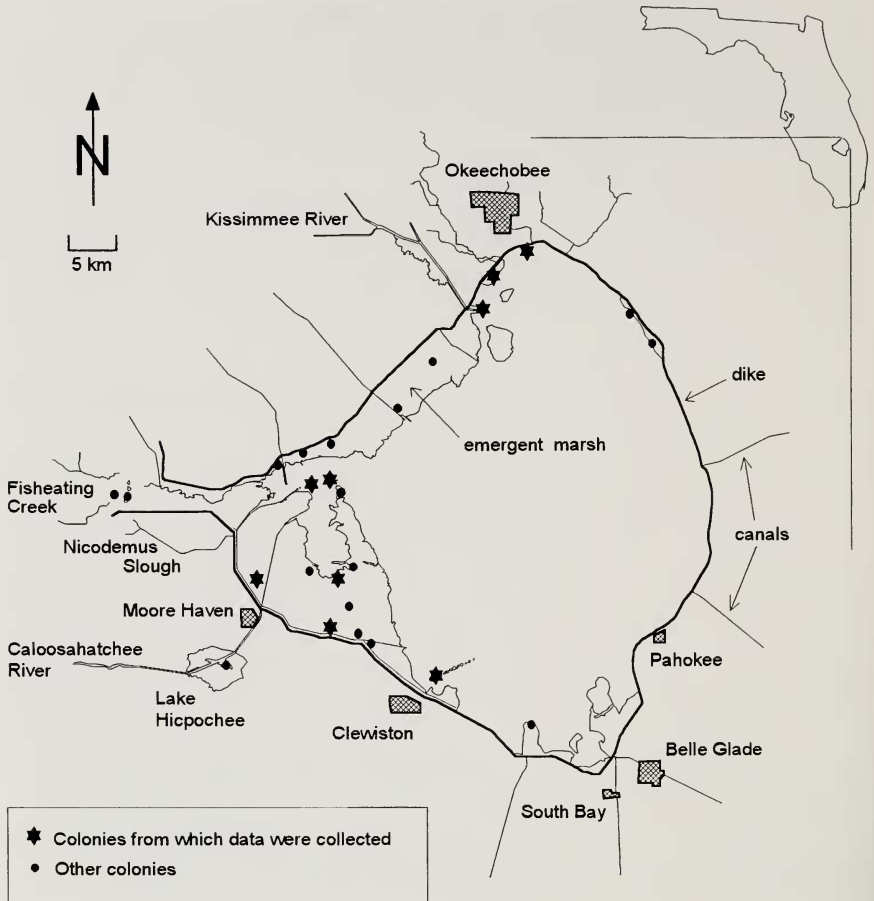 Okeechobee
N
Kissimmee River
5 km
dike
emergent marsh
Fisheating
Creek
canals
Nicodemus
Slough
Moore Haven
Caloosahatchee
River
Pahokee
Lake
Hicpochee
Clewiston
Belle Glade
South Bay
Colonies from which data were collected
Other colonies